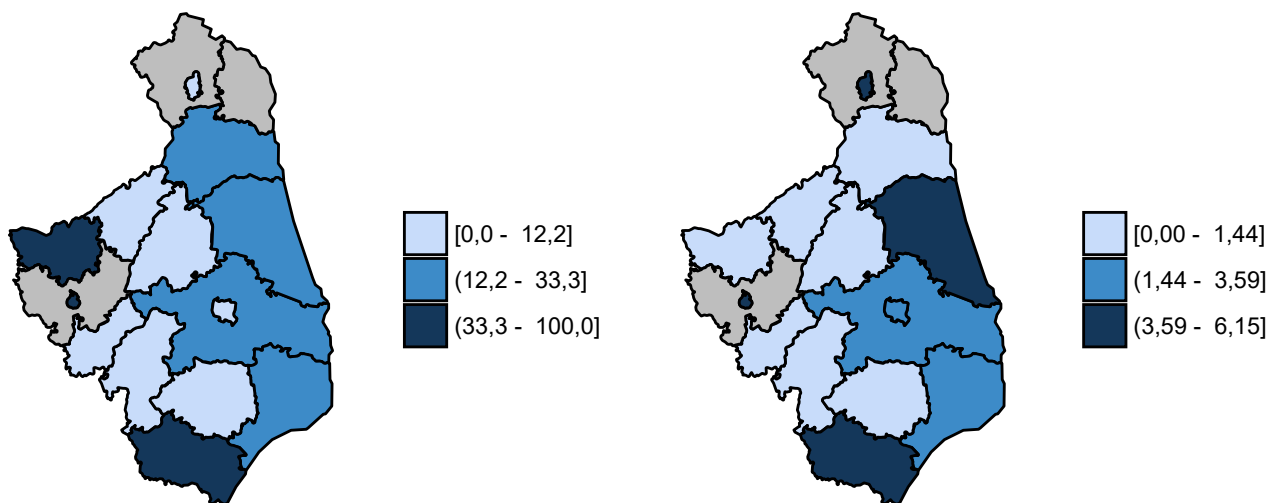 [0,0 - 12,2]
(12,2 - 33,3]
(33,3 - 100,0]
[0,00 - 1,44]
(1,44 - 3,59]
(3,59 - 6,15]